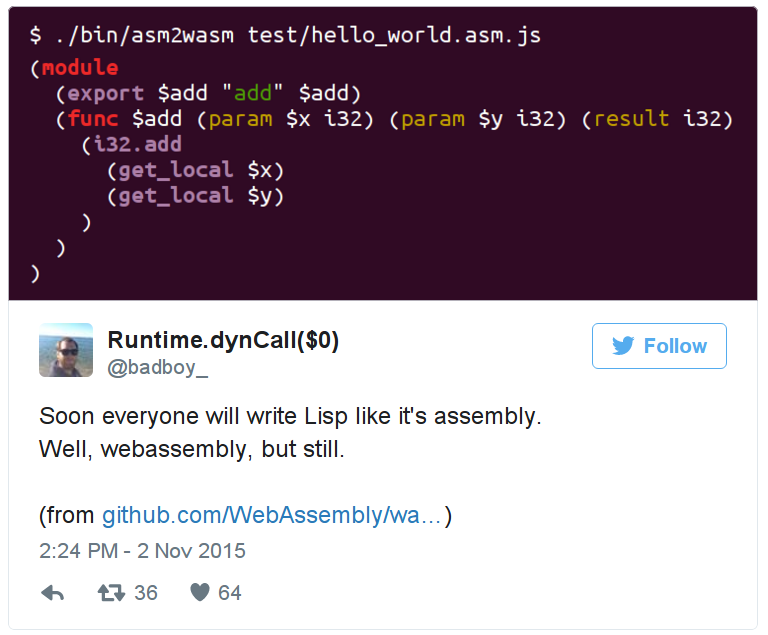 $ ./bin/asm2wasm test/hello_world.asm.js
(module
(export $add "add" $add)
(func $add (param $x i32) (param $y i32) (result i32)
(i32.add
(get_local $x)
(get_local $y)
)
)
)
Runtime.dynCall($0)
@badboy_
Follow
Soon everyone will write Lisp like it's assembly.
Well, webassembly, but still.
(from github.com/WebAssembly/wa…)
2:24 PM - 2 Nov 2015
36 64